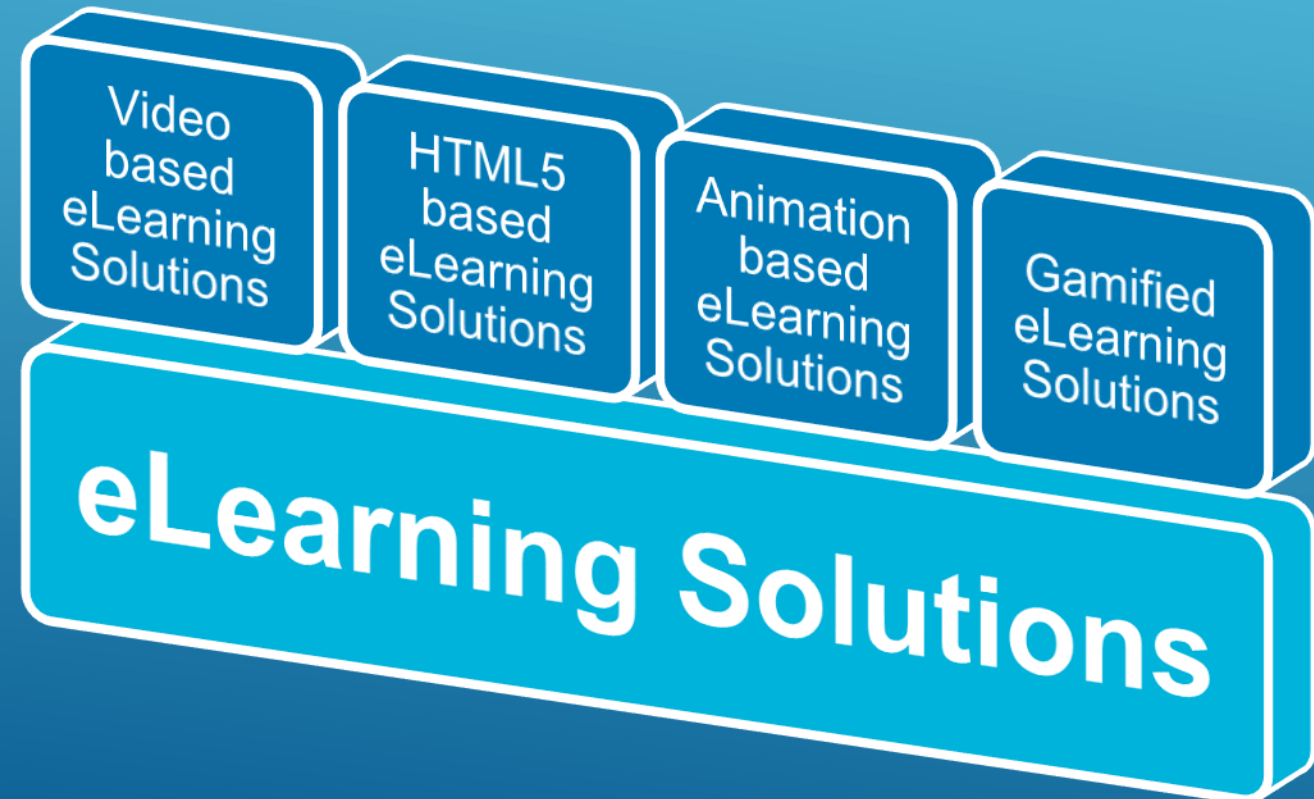 Video
based
eLearning
Solutions
HTML5
based
eLearning
Solutions
Animation
based
eLearning
Solutions
Gamified
eLearning
Solutions
eLearning Solutions